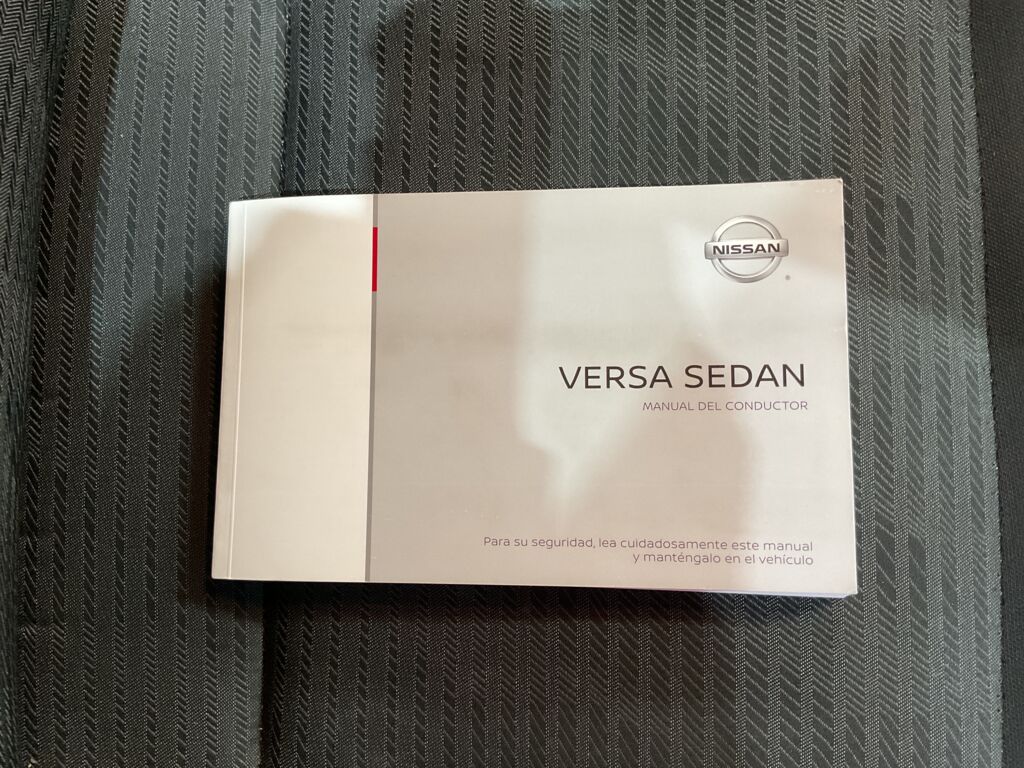 NISSAN
VERSA SEDAN
MANUAL DEL CONDUCTOR
Para su seguridad, lea cuidadosamente este manual
y manténgalo en el vehículo